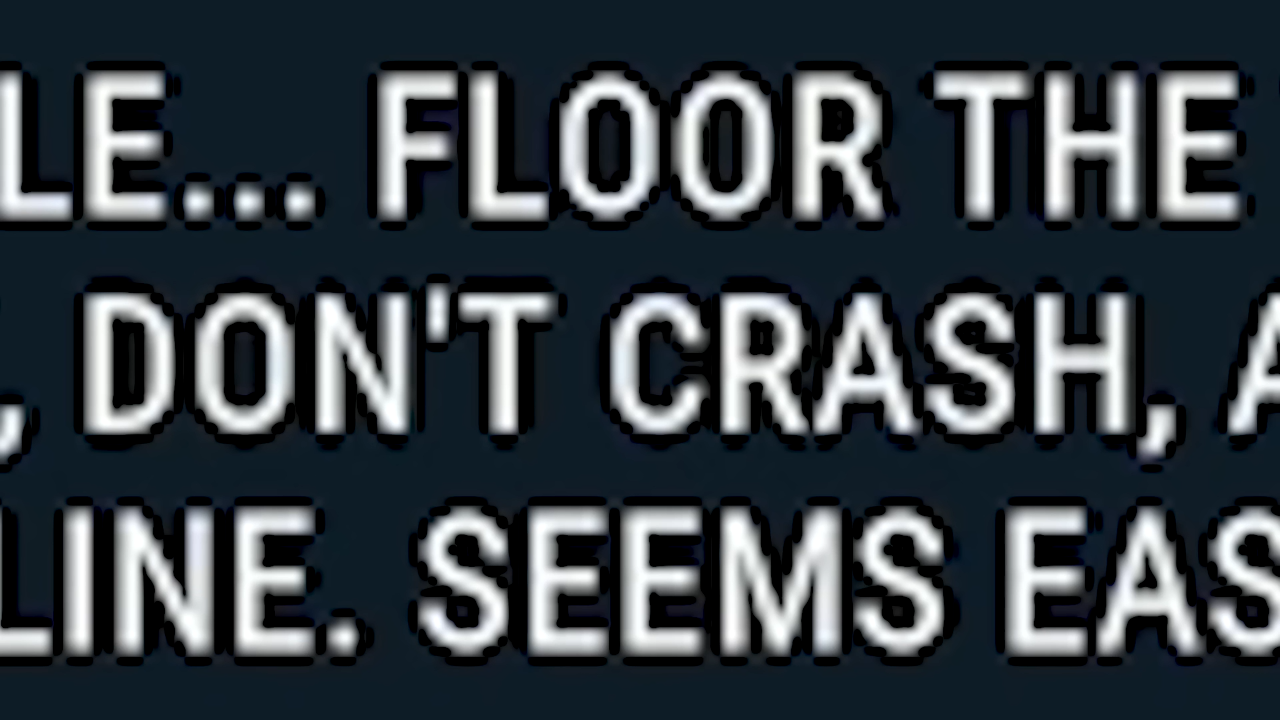 LE... FLOOR THE
, DON'T CRASH, A
LINE. SEEMS EAS